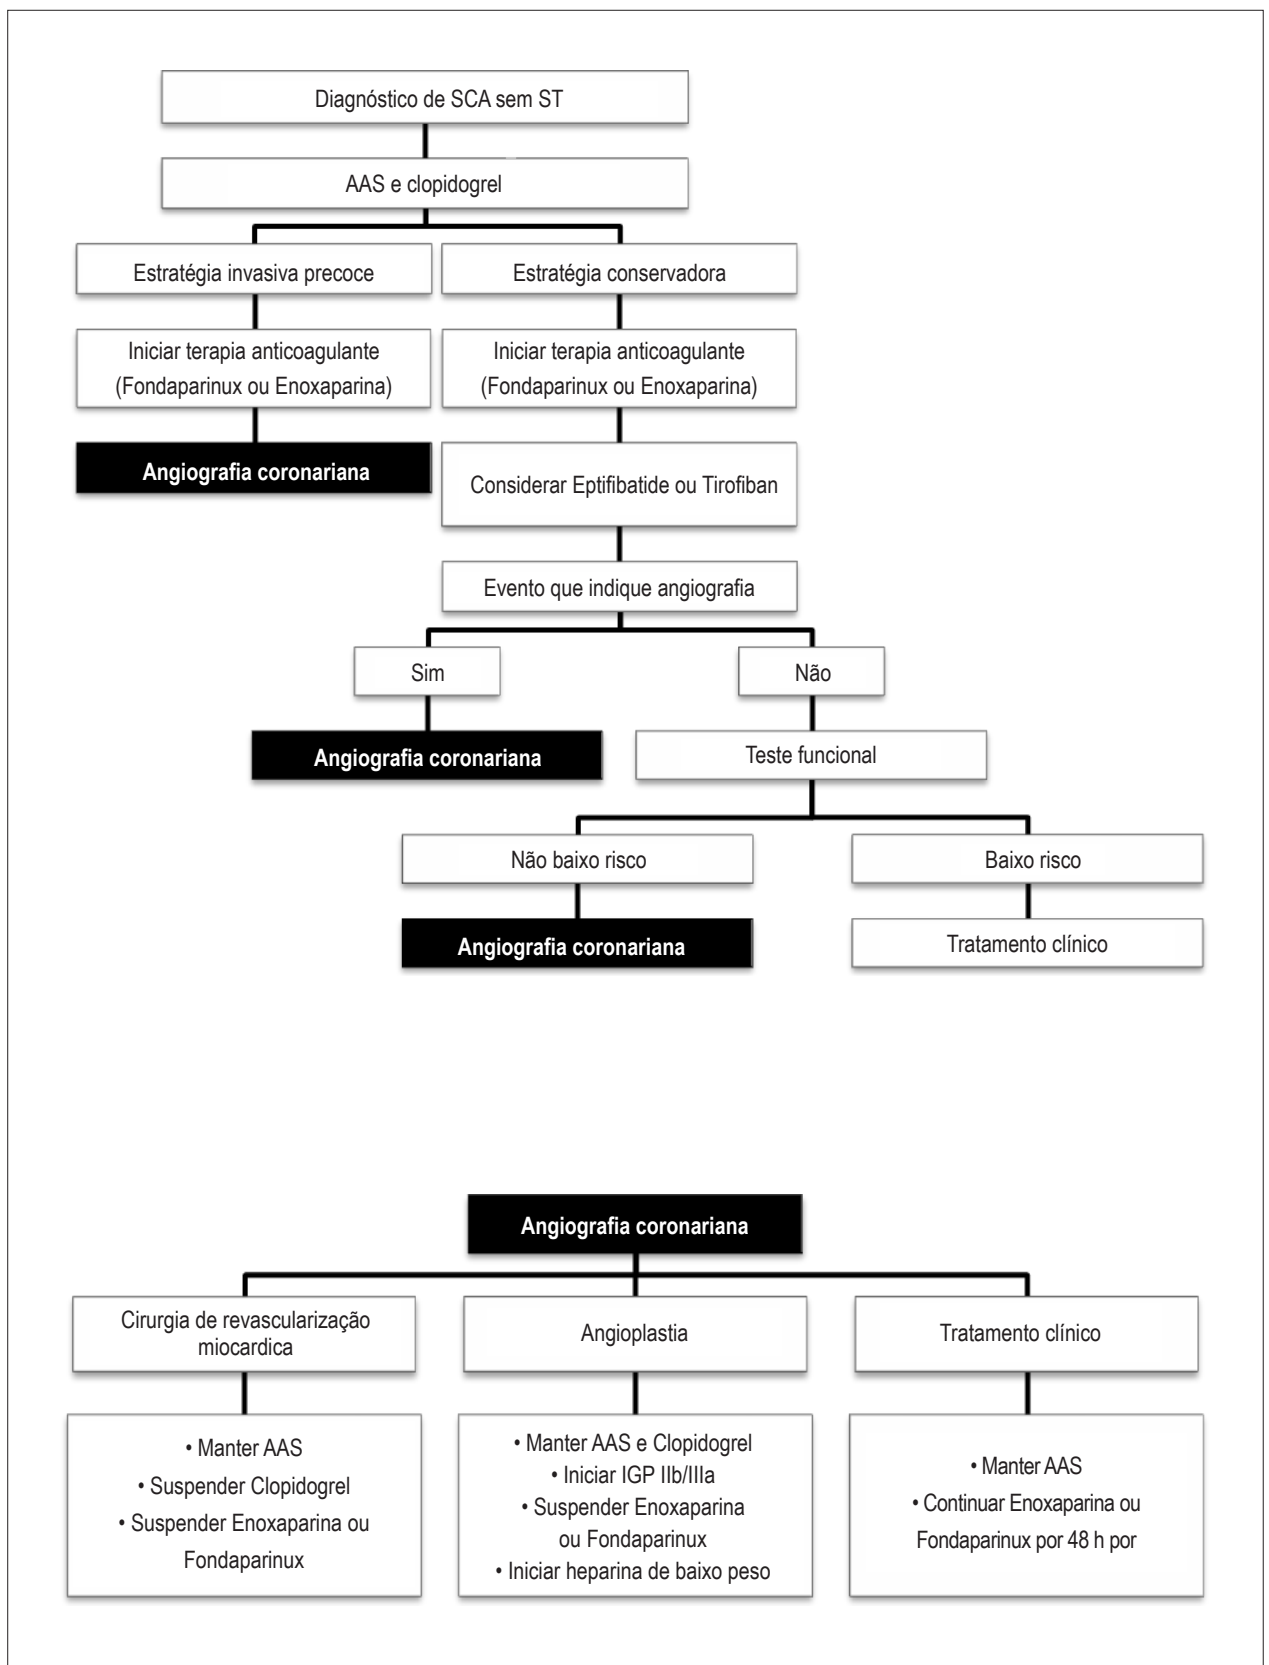 Diagnóstico de SCA sem ST
AAS e clopidogrel
Estratégia invasiva precoce
Estratégia conservadora
Iniciar terapia anticoagulante
(Fondaparinux ou Enoxaparina)
Iniciar terapia anticoagulante
(Fondaparinux ou Enoxaparina)
Angiografia coronariana
Considerar Eptifibatide ou Tirofiban
Evento que indique angiografia
Sim
Não
Angiografia coronariana
Teste funcional
Não baixo risco
Baixo risco
Angiografia coronariana
Tratamento clínico
Angiografia coronariana
Cirurgia de revascularização
miocardica
Angioplastia
Tratamento clínico
• Manter AAS
• Suspender Clopidogrel
• Suspender Enoxaparina ou
Fondaparinux
• Manter AAS e Clopidogrel
• Iniciar IGP IIb/IIIa
• Suspender Enoxaparina
ou Fondaparinux
• Iniciar heparina de baixo peso
• Manter AAS
• Continuar Enoxaparina ou
Fondaparinux por 48 h por